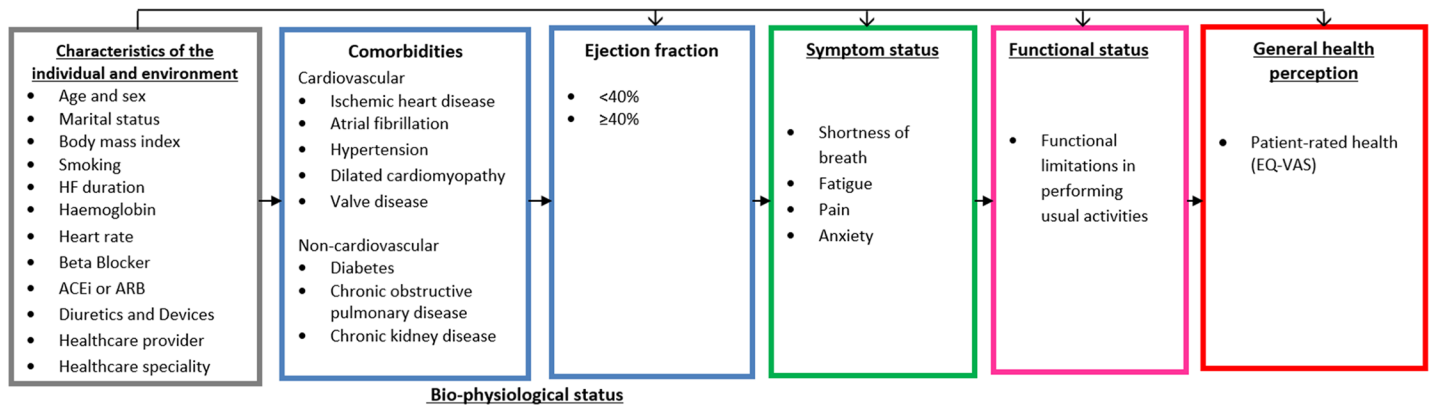 Characteristics of the
individual and environment
• Age and sex
• Marital status
• Body mass index
• Smoking
• HF duration
• Haemoglobin
• Heart rate
• Beta Blocker
• ACEi or ARB
• Diuretics and Devices
• Healthcare provider
• Healthcare speciality
Comorbidities
Cardiovascular
• Ischemic heart disease
• Atrial fibrillation
• Hypertension
• Dilated cardiomyopathy
• Valve disease
Non-cardiovascular
• Diabetes
• Chronic obstructive
pulmonary disease
• Chronic kidney disease
Ejection fraction
• <40%
• ≥40%
Symptom status
• Shortness of
breath
• Fatigue
• Pain
• Anxiety
Functional status
• Functional
limitations in
performing
usual activities
General health
perception
• Patient-rated health
(EQ-VAS)
Bio-physiological status